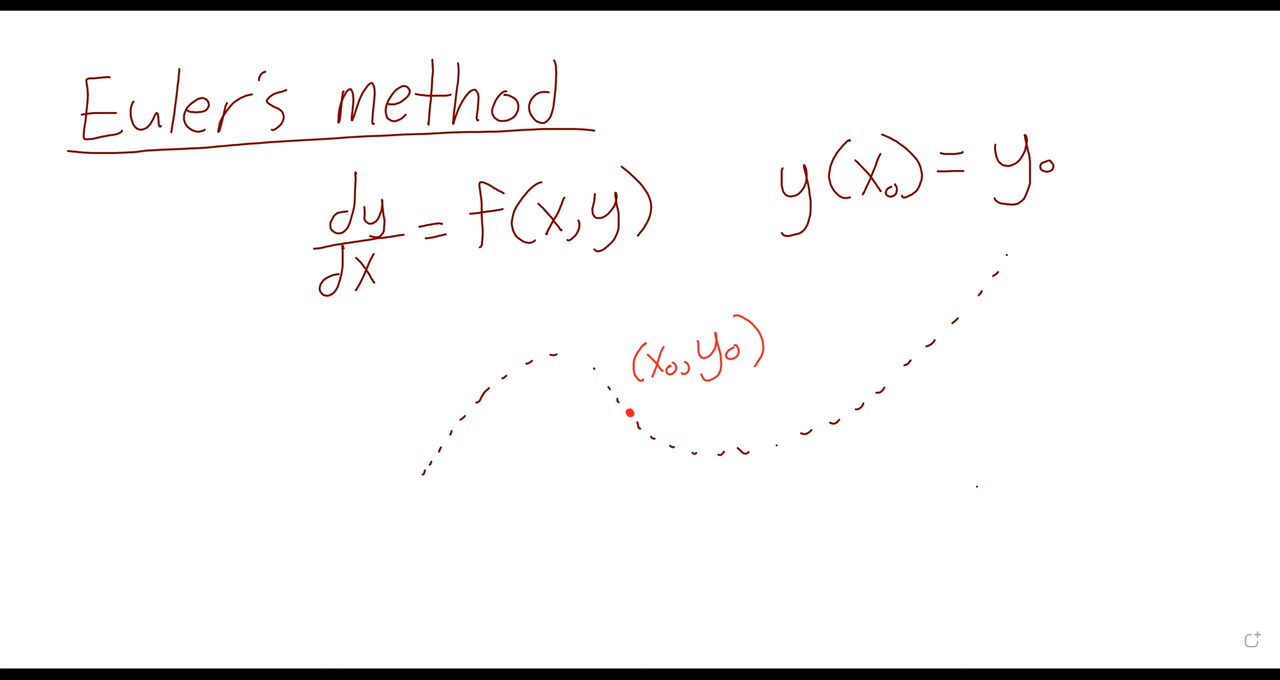 Euler's method
dy/dx = f(x,y)
y(x₀) = y₀
(x₀, y₀)